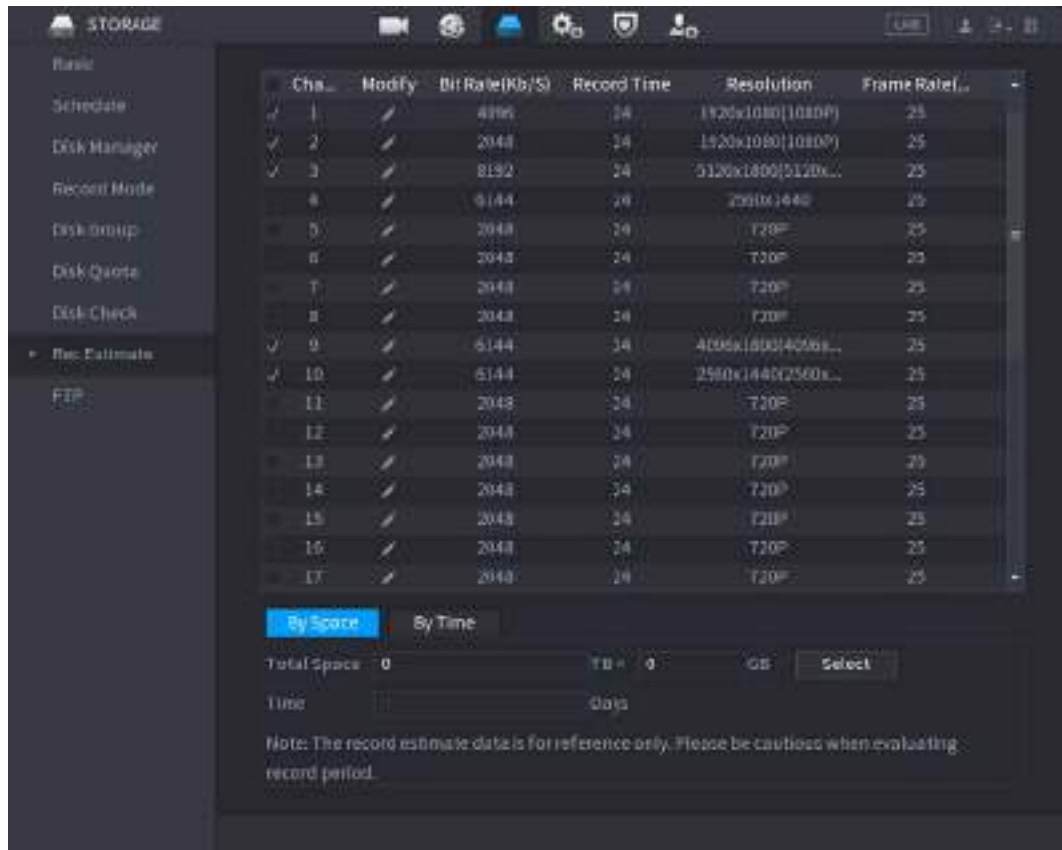 STORAGE
LIVE
Basic
Schedule
Disk Manager
Record Mode
Disk Group
Disk Quota
Disk Check
Rec Estimate
FTP
Cha... Modify Bit Rate(Kb/S) Record Time Resolution Frame Rate(...
1 4096 24 1920x1080(1080P) 25
2 2048 24 1920x1080(1080P) 25
3 8192 24 5120x1800(5120x... 25
4 6144 24 2560x1440 25
5 2048 24 720P 25
6 2048 24 720P 25
7 2048 24 720P 25
8 2048 24 720P 25
9 6144 24 4096x1800(4096x... 25
10 6144 24 2560x1440(2560x... 25
11 2048 24 720P 25
12 2048 24 720P 25
13 2048 24 720P 25
14 2048 24 720P 25
15 2048 24 720P 25
16 2048 24 720P 25
17 2048 24 720P 25
By Space By Time
Total Space 0 TB= 0 GB Select
Time Days
Note: The record estimate data is for reference only. Please be cautious when evaluating
record period.